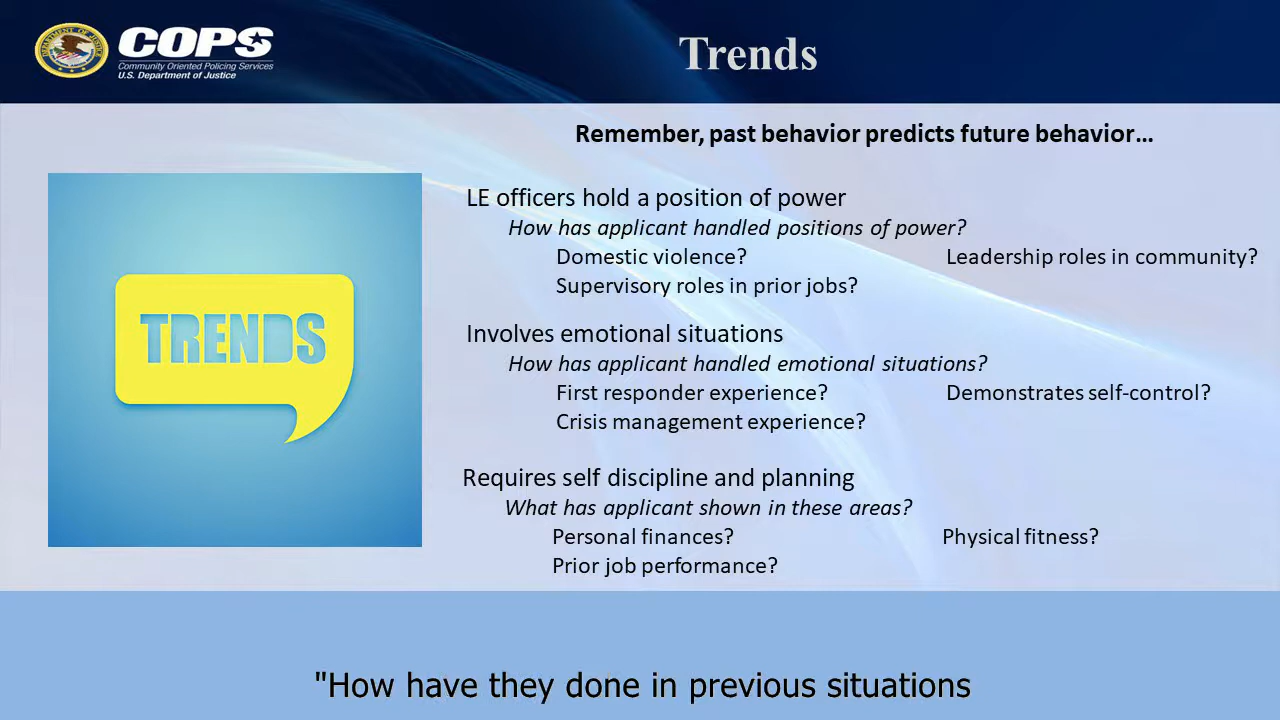 COPS
Community Oriented Policing Services
U.S. Department of Justice
Trends
Remember, past behavior predicts future behavior…
TRENDS
LE officers hold a position of power
How has applicant handled positions of power?
Domestic violence? Leadership roles in community?
Supervisory roles in prior jobs?
Involves emotional situations
How has applicant handled emotional situations?
First responder experience? Demonstrates self-control?
Crisis management experience?
Requires self discipline and planning
What has applicant shown in these areas?
Personal finances? Physical fitness?
Prior job performance?
"How have they done in previous situations